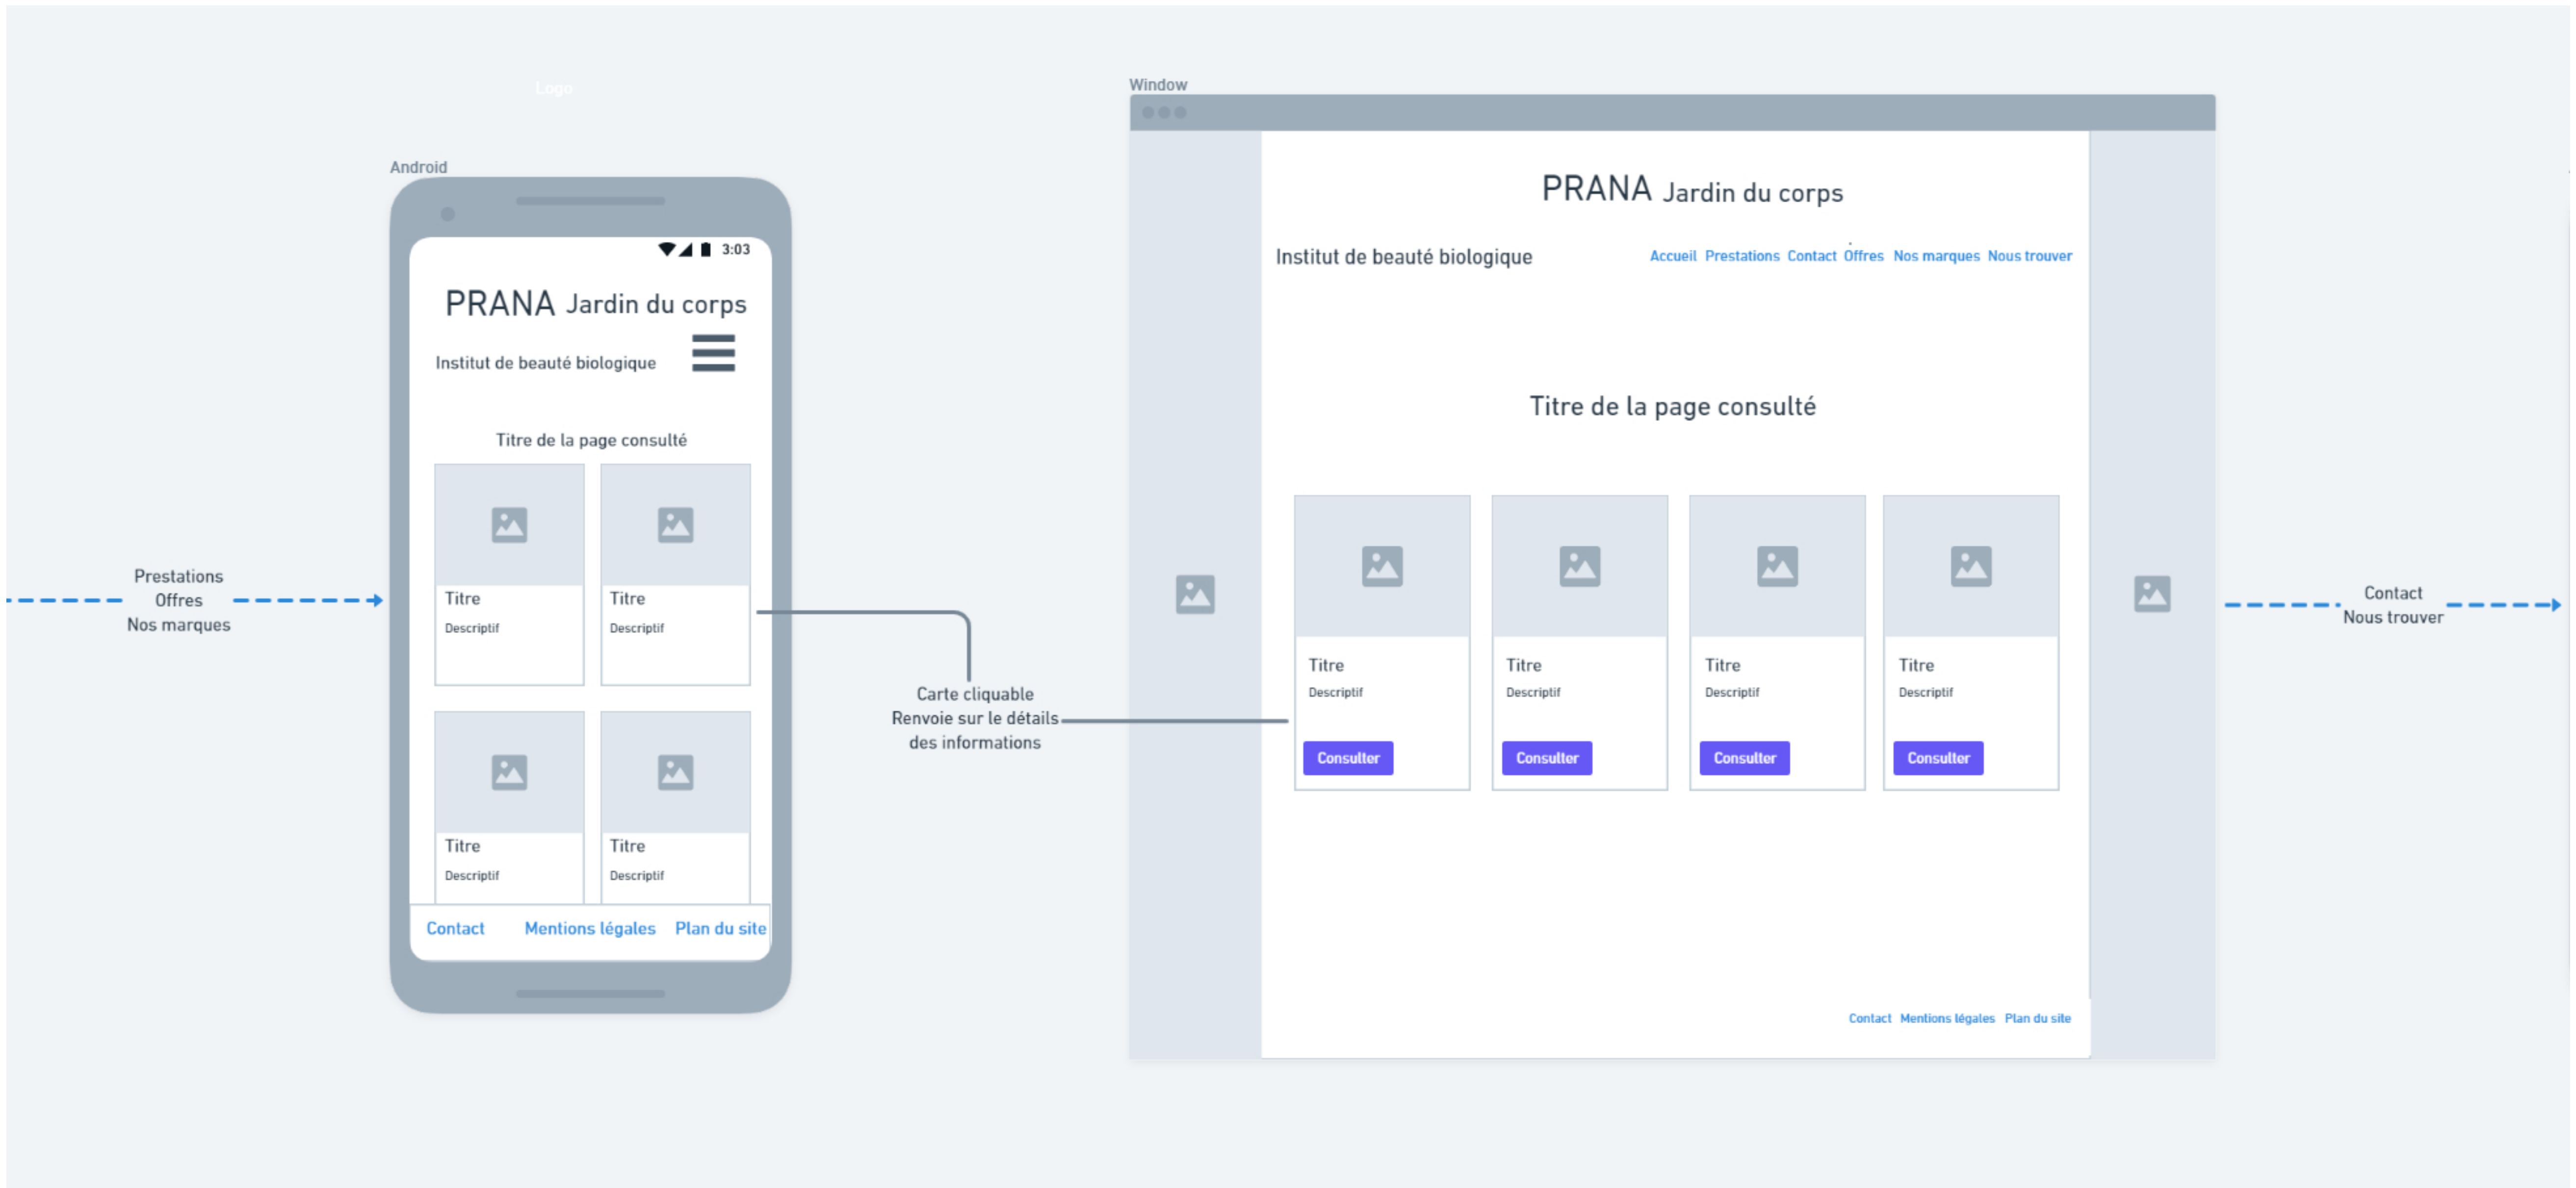 Logo
Android
3:03
PRANA Jardin du corps
Institut de beauté biologique
Titre de la page consulté
Titre Titre
Descriptif Descriptif
Titre Titre
Descriptif Descriptif
Contact Mentions légales Plan du site
Prestations
Offres
Nos marques
Carte cliquable
Renvoie sur le détails
des informations
Window
PRANA Jardin du corps
Institut de beauté biologique
Accueil Prestations Contact Offres Nos marques Nous trouver
Titre de la page consulté
Titre Titre Titre Titre
Descriptif Descriptif Descriptif Descriptif
Consulter Consulter Consulter Consulter
Contact Mentions légales Plan du site
Contact
Nous trouver